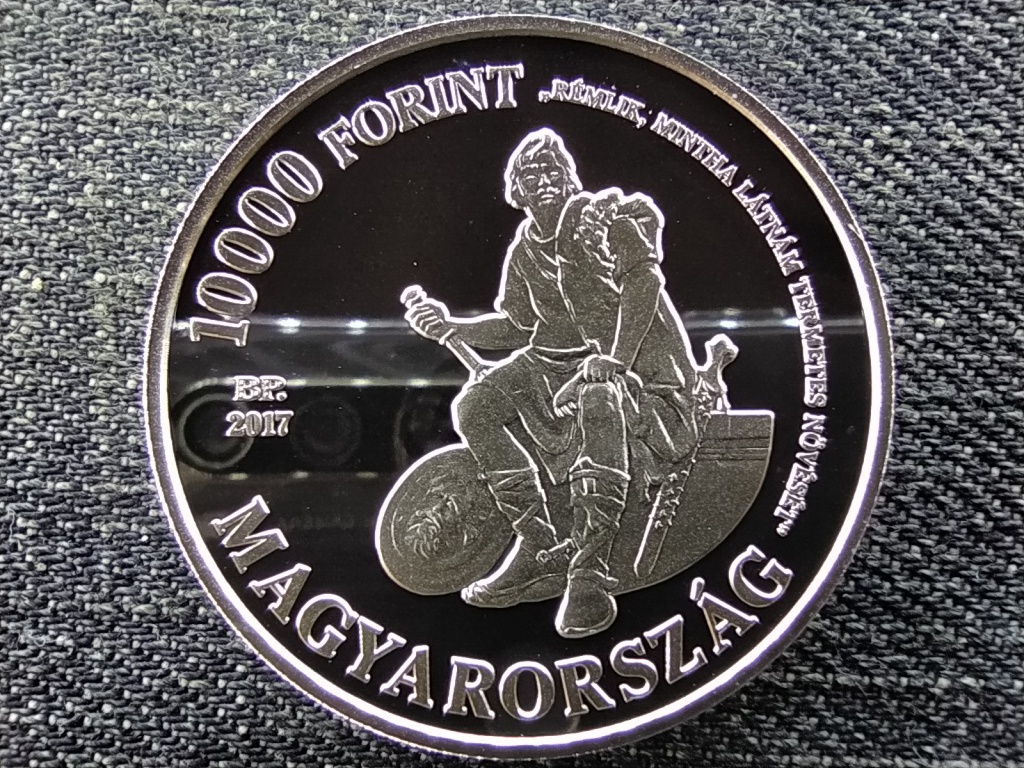 10000 FORINT
„RÉMLIK, MINTHA LÁTNÁM TERMETES NÖVÉSÉT”
BP.
2017
MAGYARORSZÁG